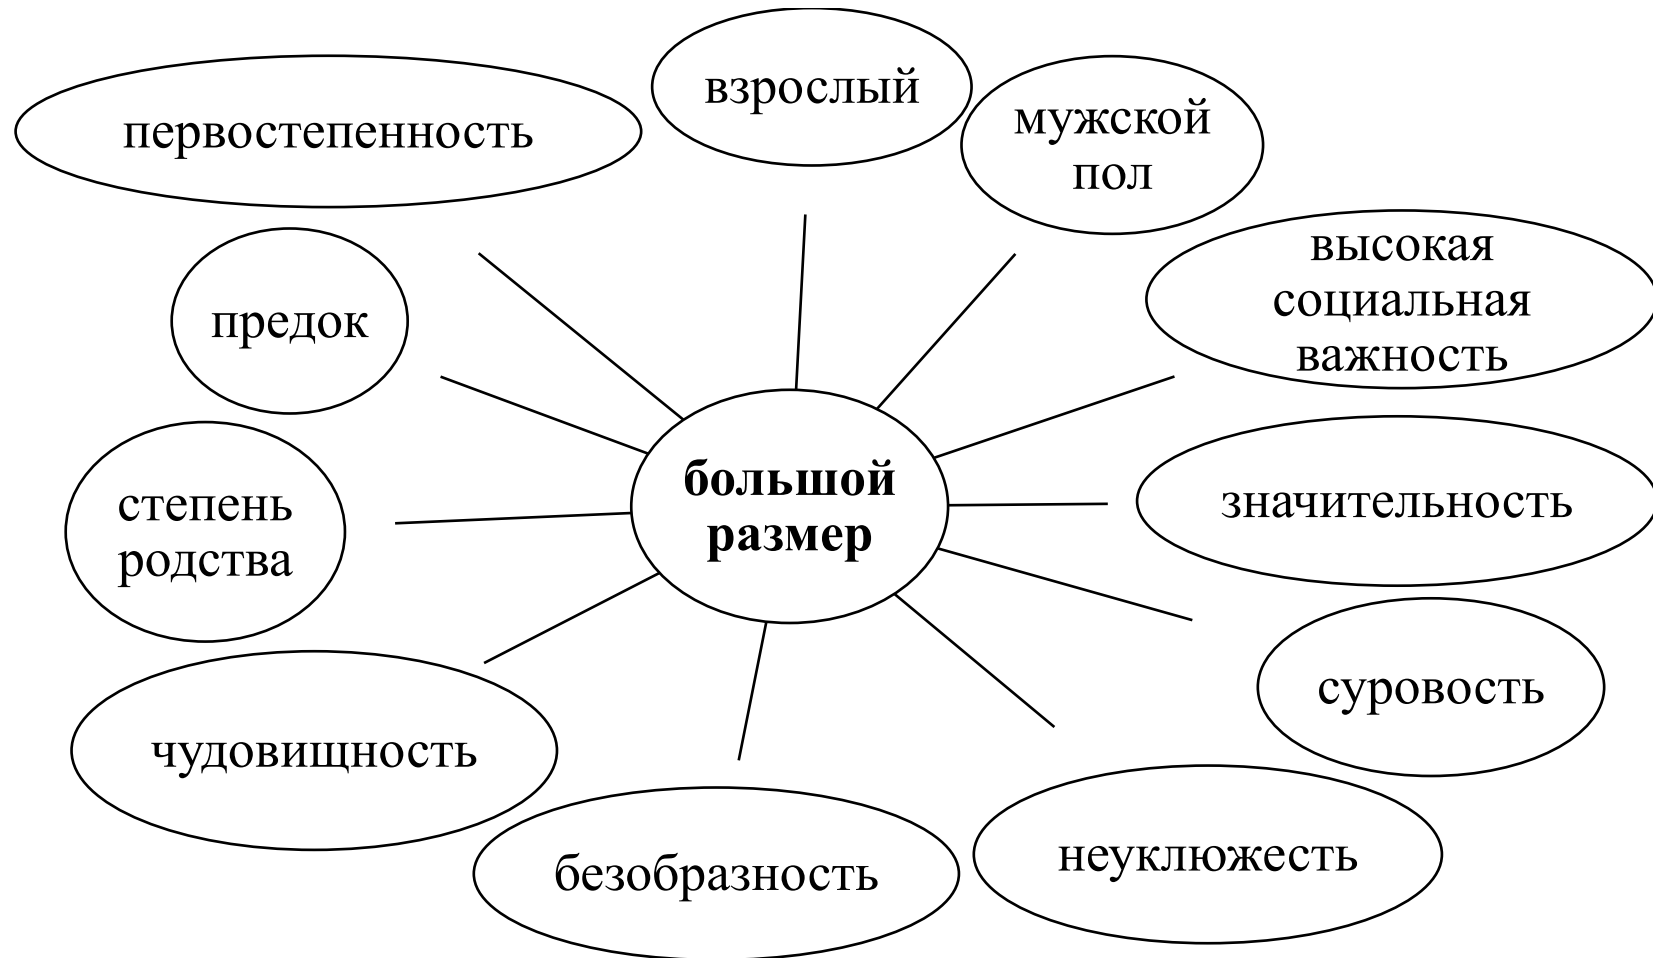 взрослый
мужской
пол
первостепенность
высокая
социальная
важность
предок
большой
размер
значительность
степень
родства
суровость
чудовищность
неуклюжесть
безобразность